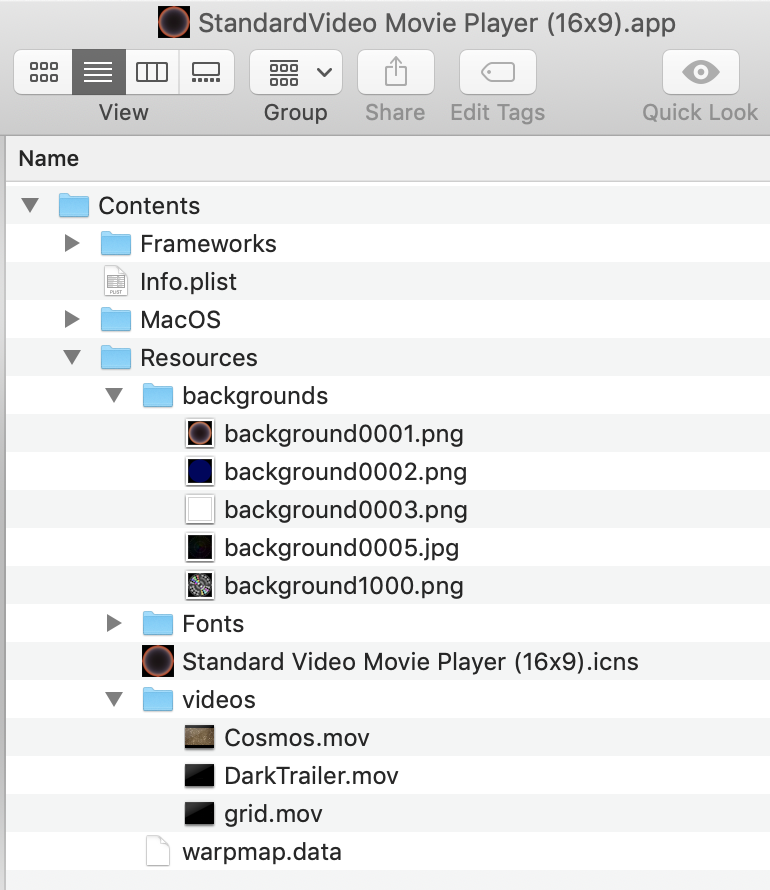 StandardVideo Movie Player (16x9).app
View
Group
Share
Edit Tags
Quick Look
Name
Contents
Frameworks
Info.plist
MacOS
Resources
backgrounds
background0001.png
background0002.png
background0003.png
background0005.jpg
background1000.png
Fonts
Standard Video Movie Player (16x9).icns
videos
Cosmos.mov
DarkTrailer.mov
grid.mov
warpmap.data